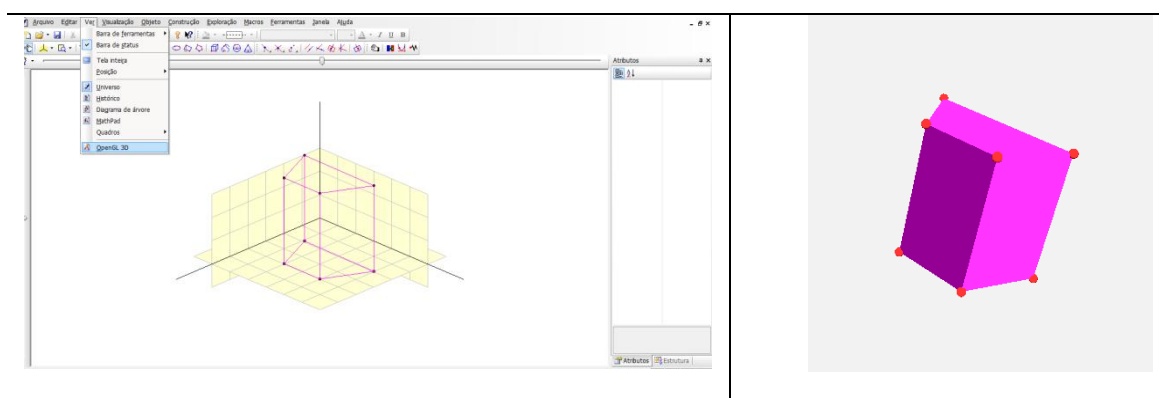 Arquivo Editar Ver Visualização Objeto Construção Exploração Macros Ferramentas Janela Ajuda
Barra de ferramentas
Barra de status
Tela inteira
Posição
Universo
Histórico
Diagrama de árvore
MathPad
Quadros
OpenGL 3D
Atributos
Atributos Estrutura